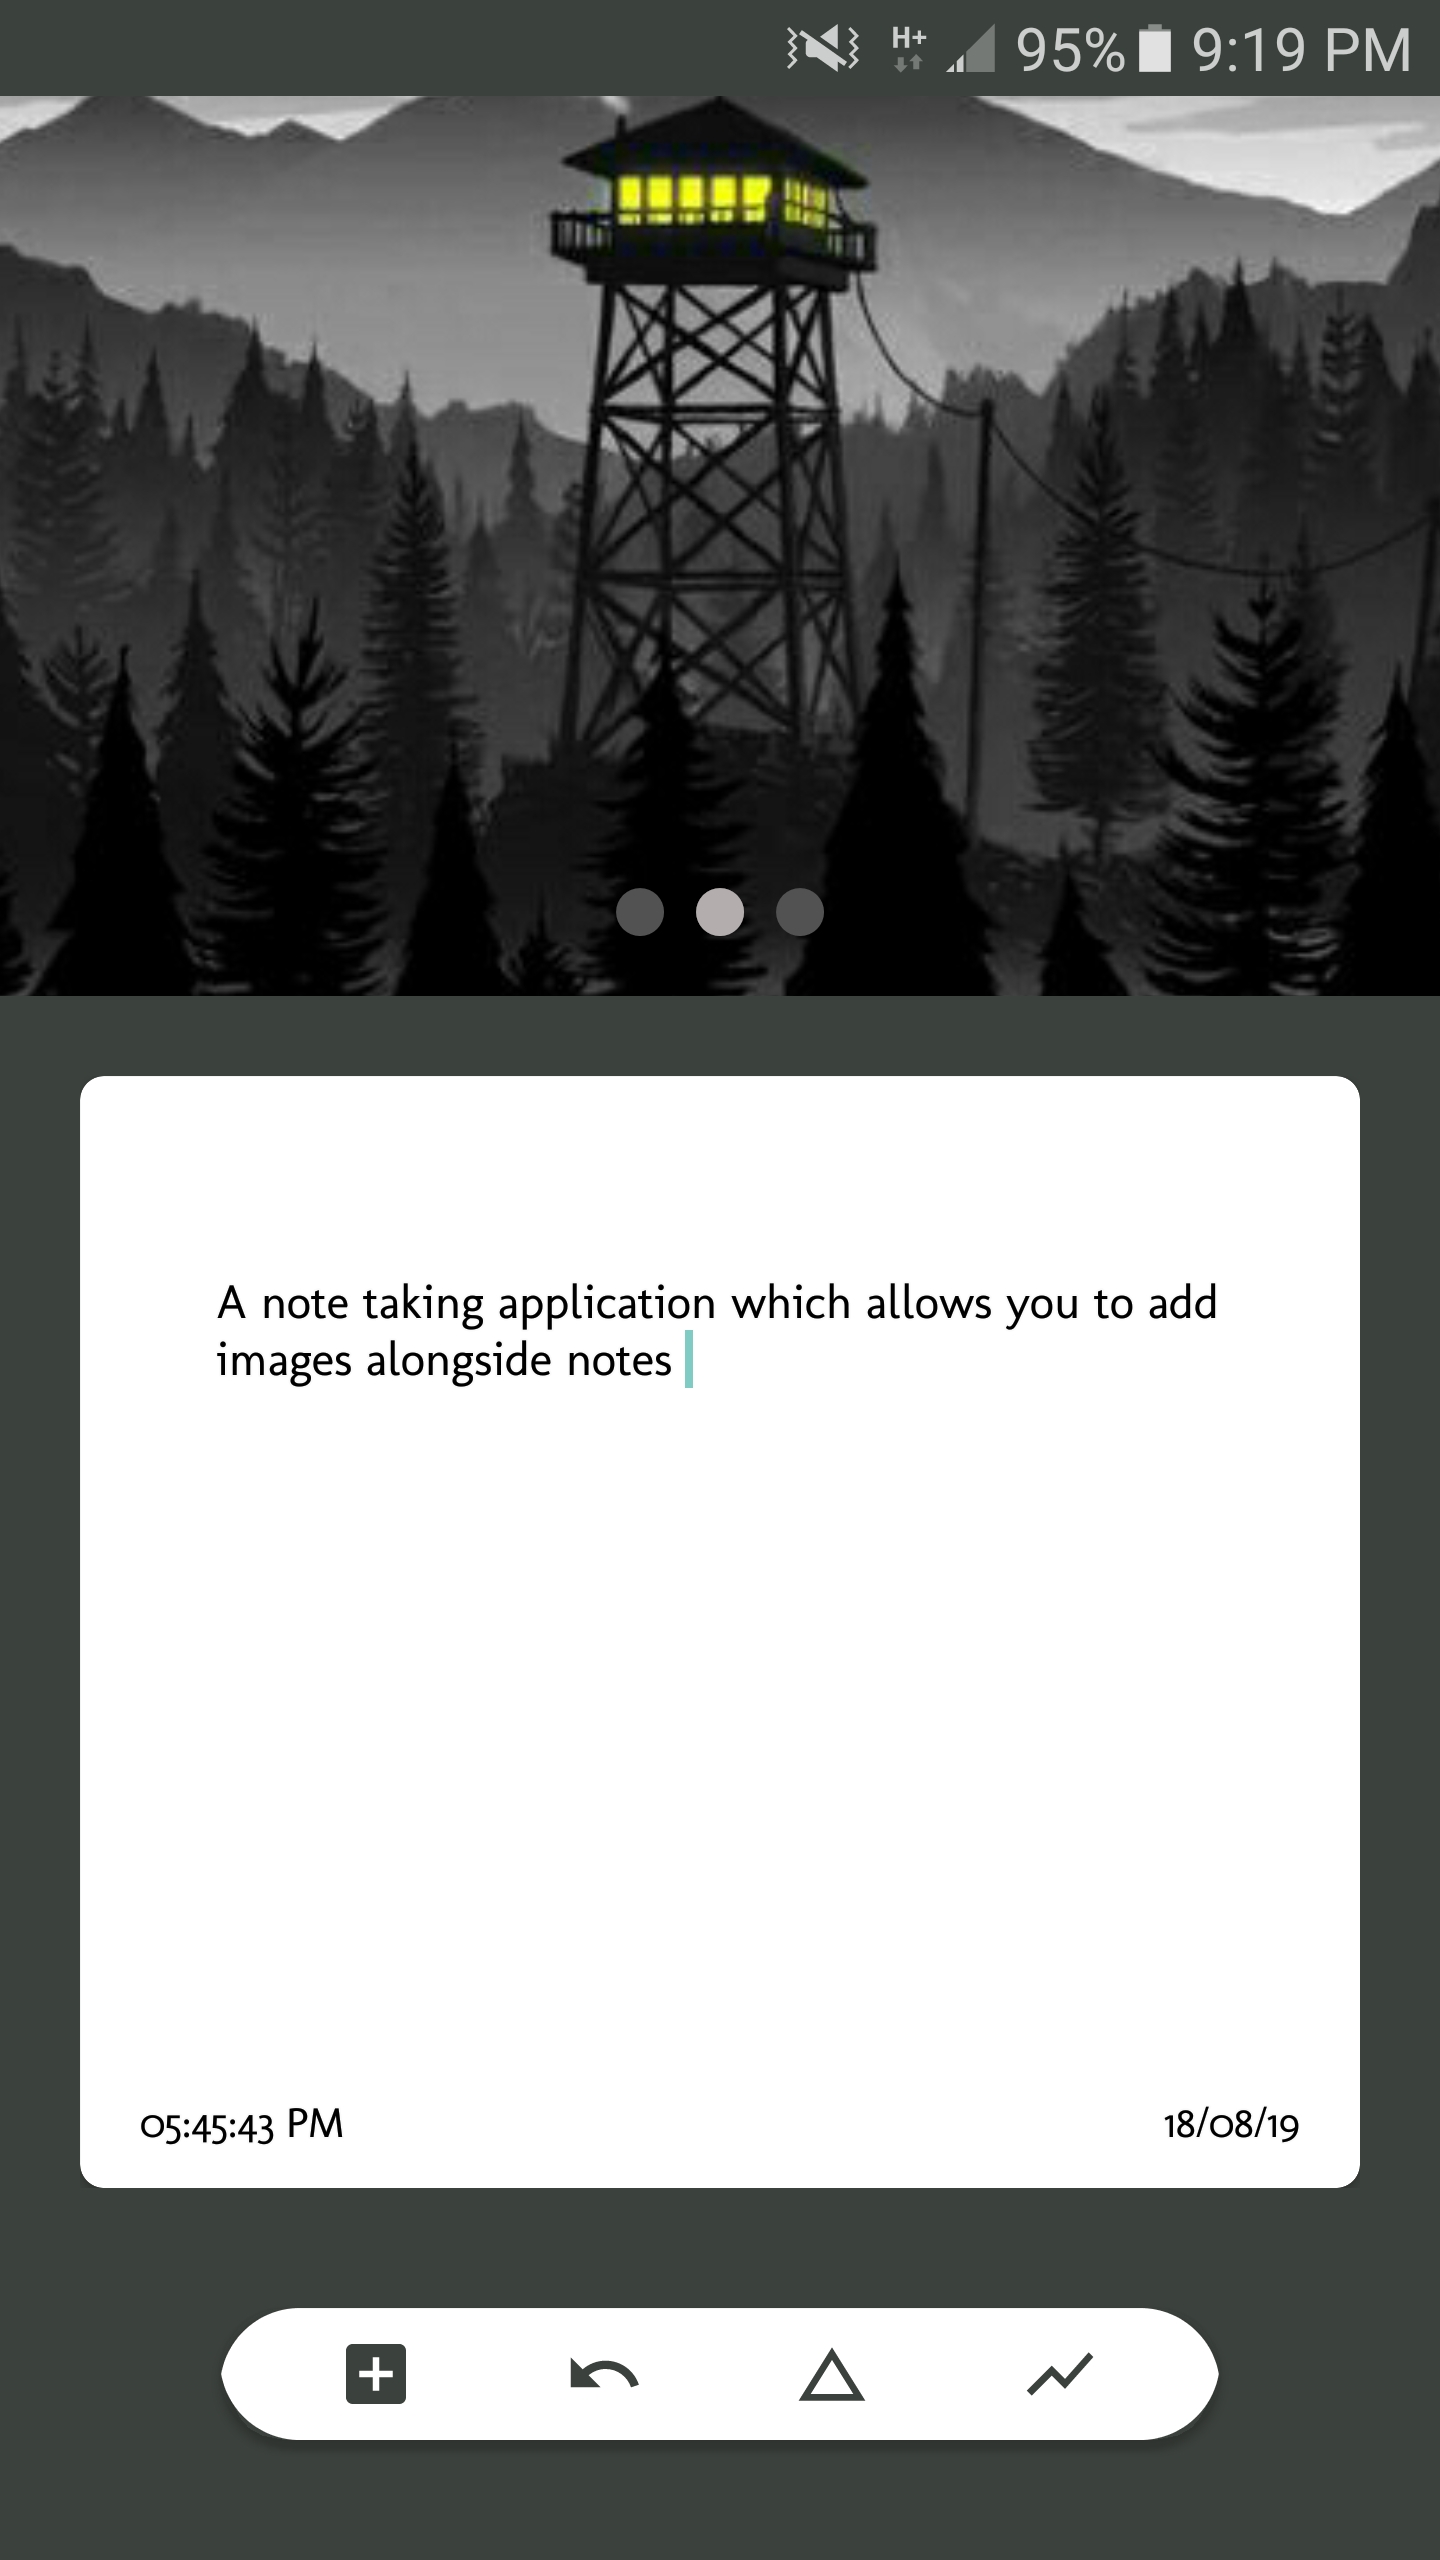 H+ 95% 9:19 PM
A note taking application which allows you to add
images alongside notes
05:45:43 PM 18/08/19